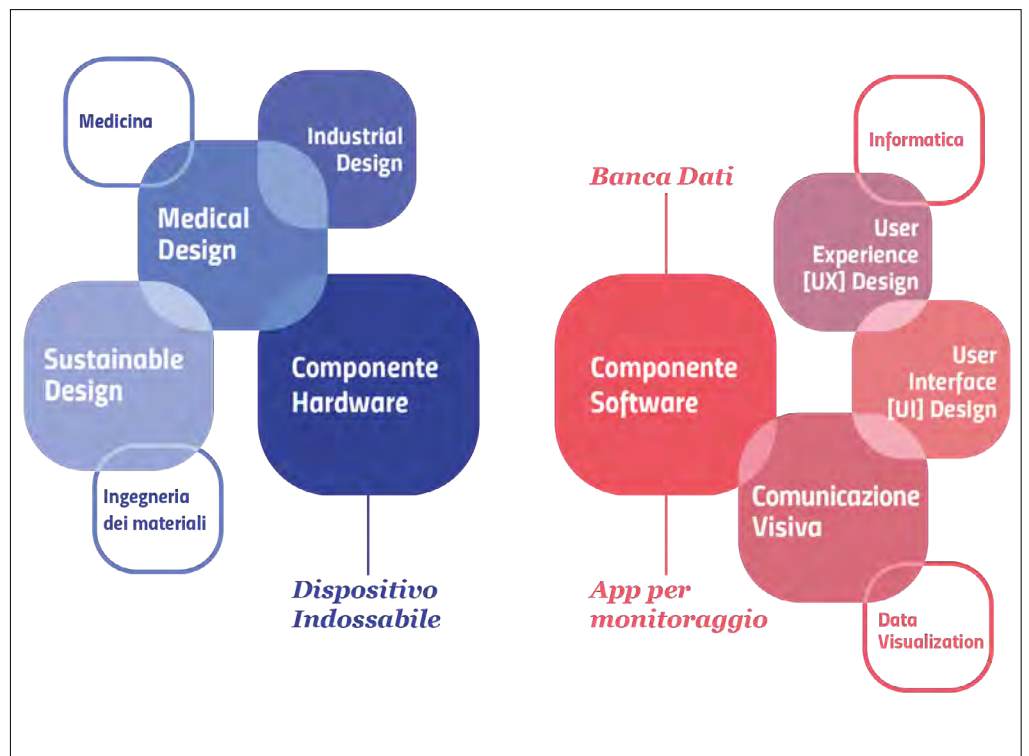 Medicina
Industrial
Design
Medical
Design
Sustainable
Design
Componente
Hardware
Ingegneria
dei materiali
Dispositivo
Indossabile
Banca Dati
Informatica
User
Experience
[UX] Design
User
Interface
[UI] Design
Componente
Software
Comunicazione
Visiva
App per
monitoraggio
Data
Visualization